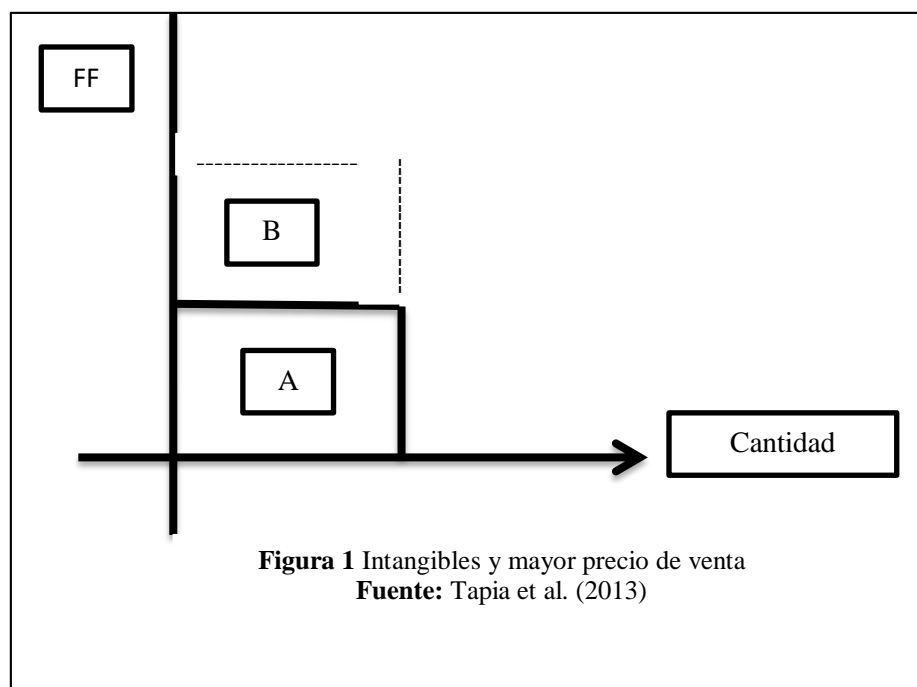 FF
B
A
Cantidad
Figura 1 Intangibles y mayor precio de venta
Fuente: Tapia et al. (2013)